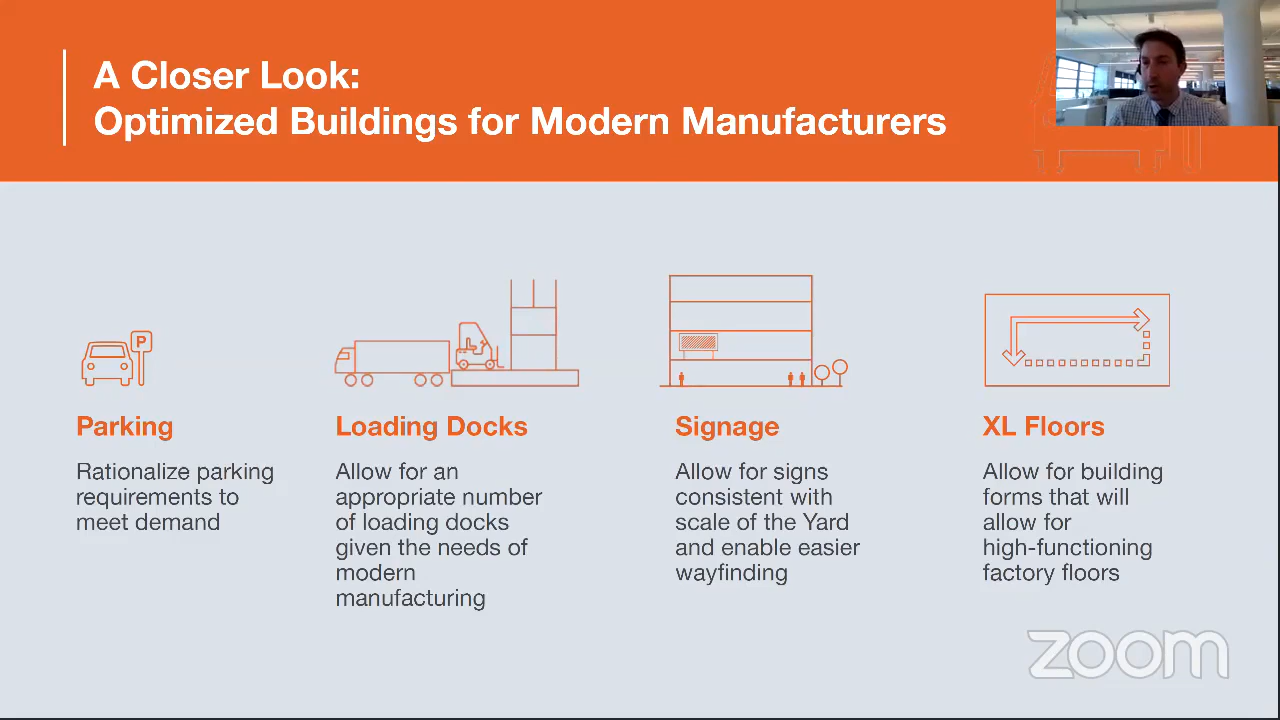 A Closer Look:
Optimized Buildings for Modern Manufacturers
P
Parking
Rationalize parking
requirements to
meet demand
Loading Docks
Allow for an
appropriate number
of loading docks
given the needs of
modern
manufacturing
Signage
Allow for signs
consistent with
scale of the Yard
and enable easier
wayfinding
XL Floors
Allow for building
forms that will
allow for
high-functioning
factory floors
zoom